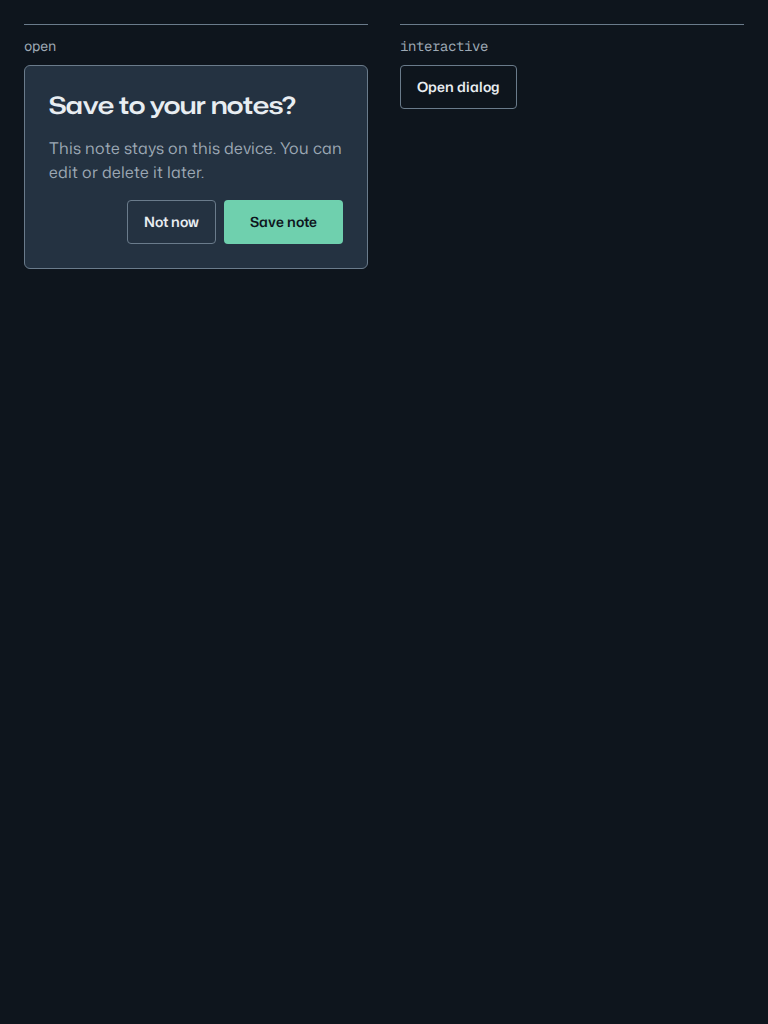 open
Save to your notes?
This note stays on this device. You can
edit or delete it later.
Not now
Save note
interactive
Open dialog